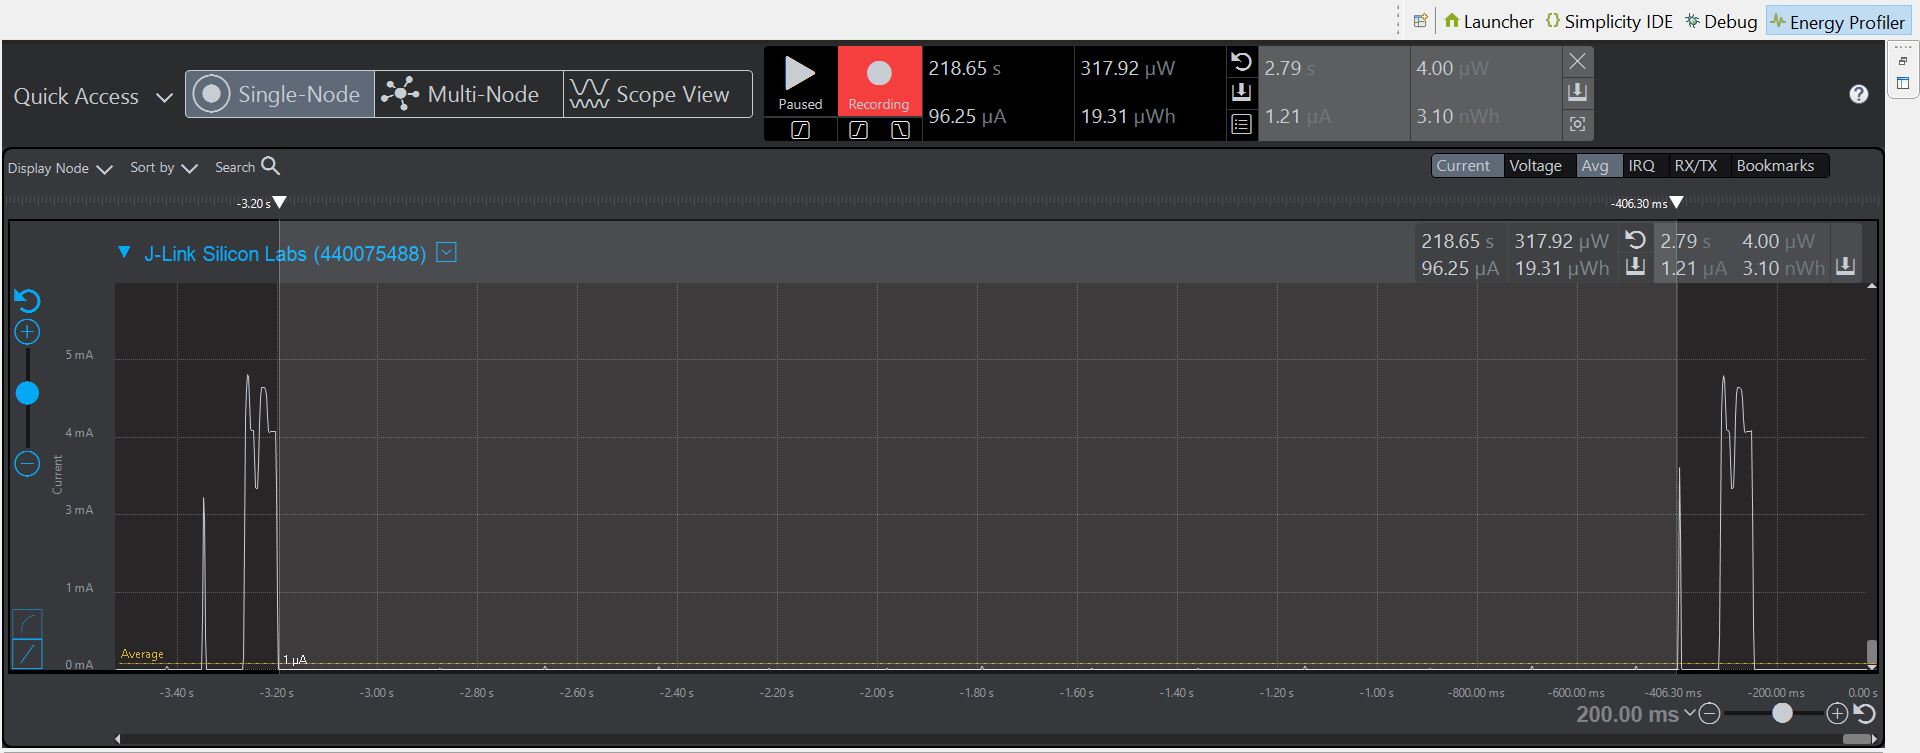 Launcher {} Simplicity IDE Debug Energy Profiler
Quick Access Single-Node Multi-Node Scope View
Paused Recording
218.65 s 317.92 µW 2.79 s 4.00 µW
96.25 µA 19.31 µWh 1.21 µA 3.10 nWh
?
Display Node Sort by Search
Current Voltage Avg IRQ RX/TX Bookmarks
-3.20 s -406.30 ms
J-Link Silicon Labs (440075488)
218.65 s 317.92 µW 2.79 s 4.00 µW
96.25 µA 19.31 µWh 1.21 µA 3.10 nWh
5 mA
4 mA
3 mA
1 mA
0 mA
Current
Average
1 µA
-3.40 s -3.20 s -3.00 s -2.80 s -2.60 s -2.40 s -2.20 s -2.00 s -1.80 s -1.60 s -1.40 s -1.20 s -1.00 s -800.00 ms -600.00 ms -406.30 ms -200.00 ms 0.00 s
200.00 ms